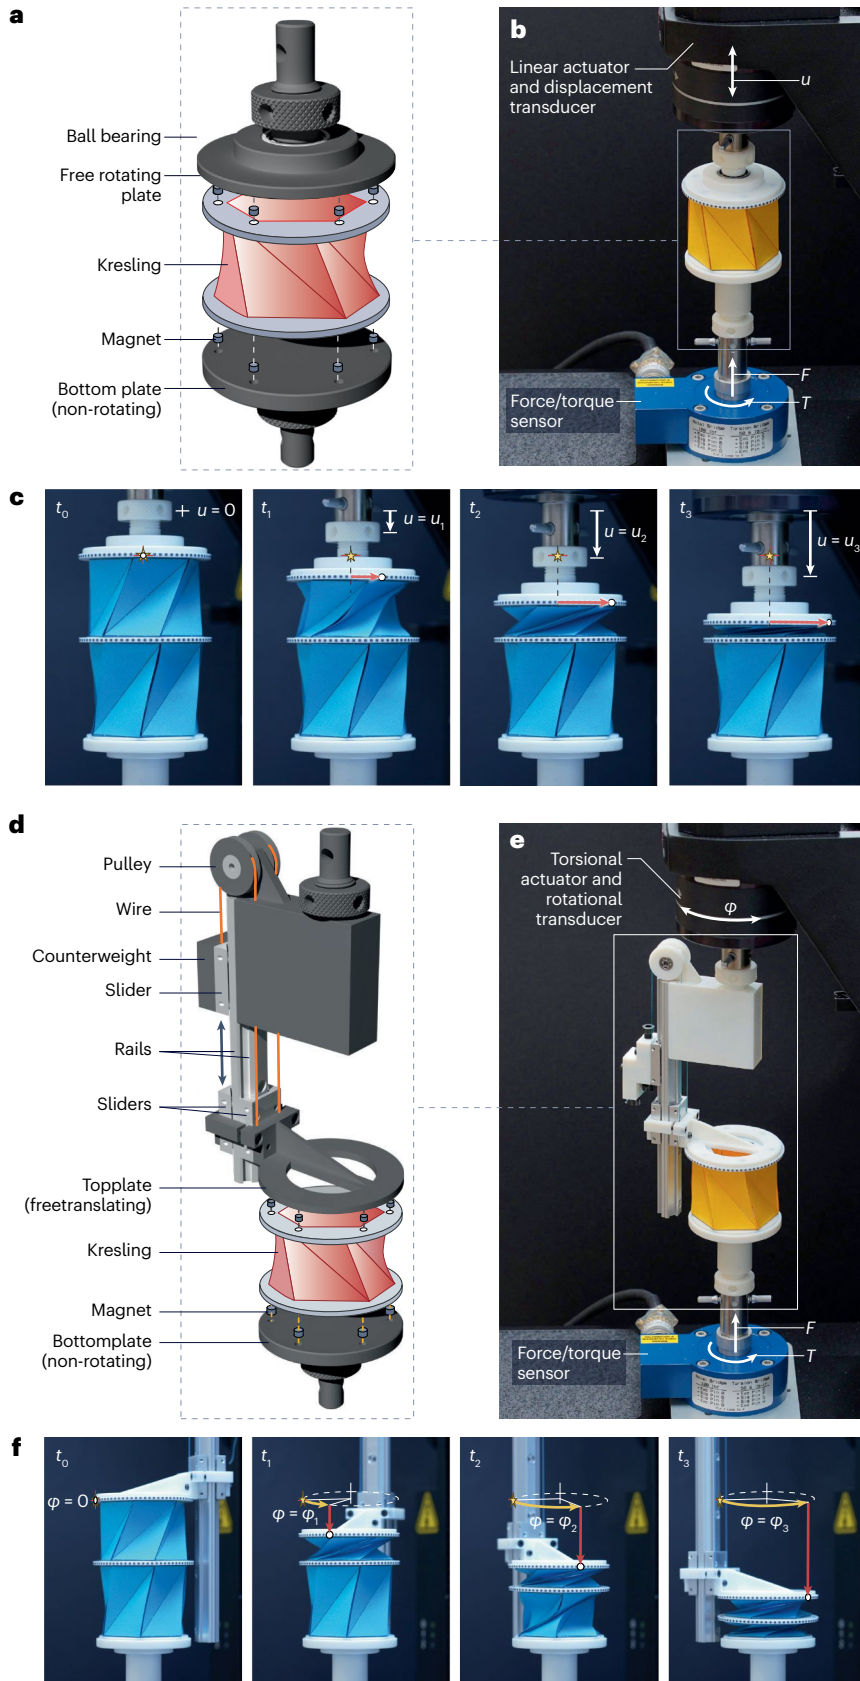 a
Ball bearing
Free rotating
plate
Kresling
Magnet
Bottom plate
(non-rotating)
b
Linear actuator
and displacement
transducer
u
F
Force/torque
sensor
T
c
t0
u = 0
t1
u = u1
t2
u = u2
t3
u = u3
d
Pulley
Wire
Counterweight
Slider
Rails
Sliders
Topplate
(freetranslating)
Kresling
Magnet
Bottomplate
(non-rotating)
e
Torsional
actuator and
rotational
transducer
φ
F
Force/torque
sensor
T
f
t0
φ = 0
t1
φ = φ1
t2
φ = φ2
t3
φ = φ3